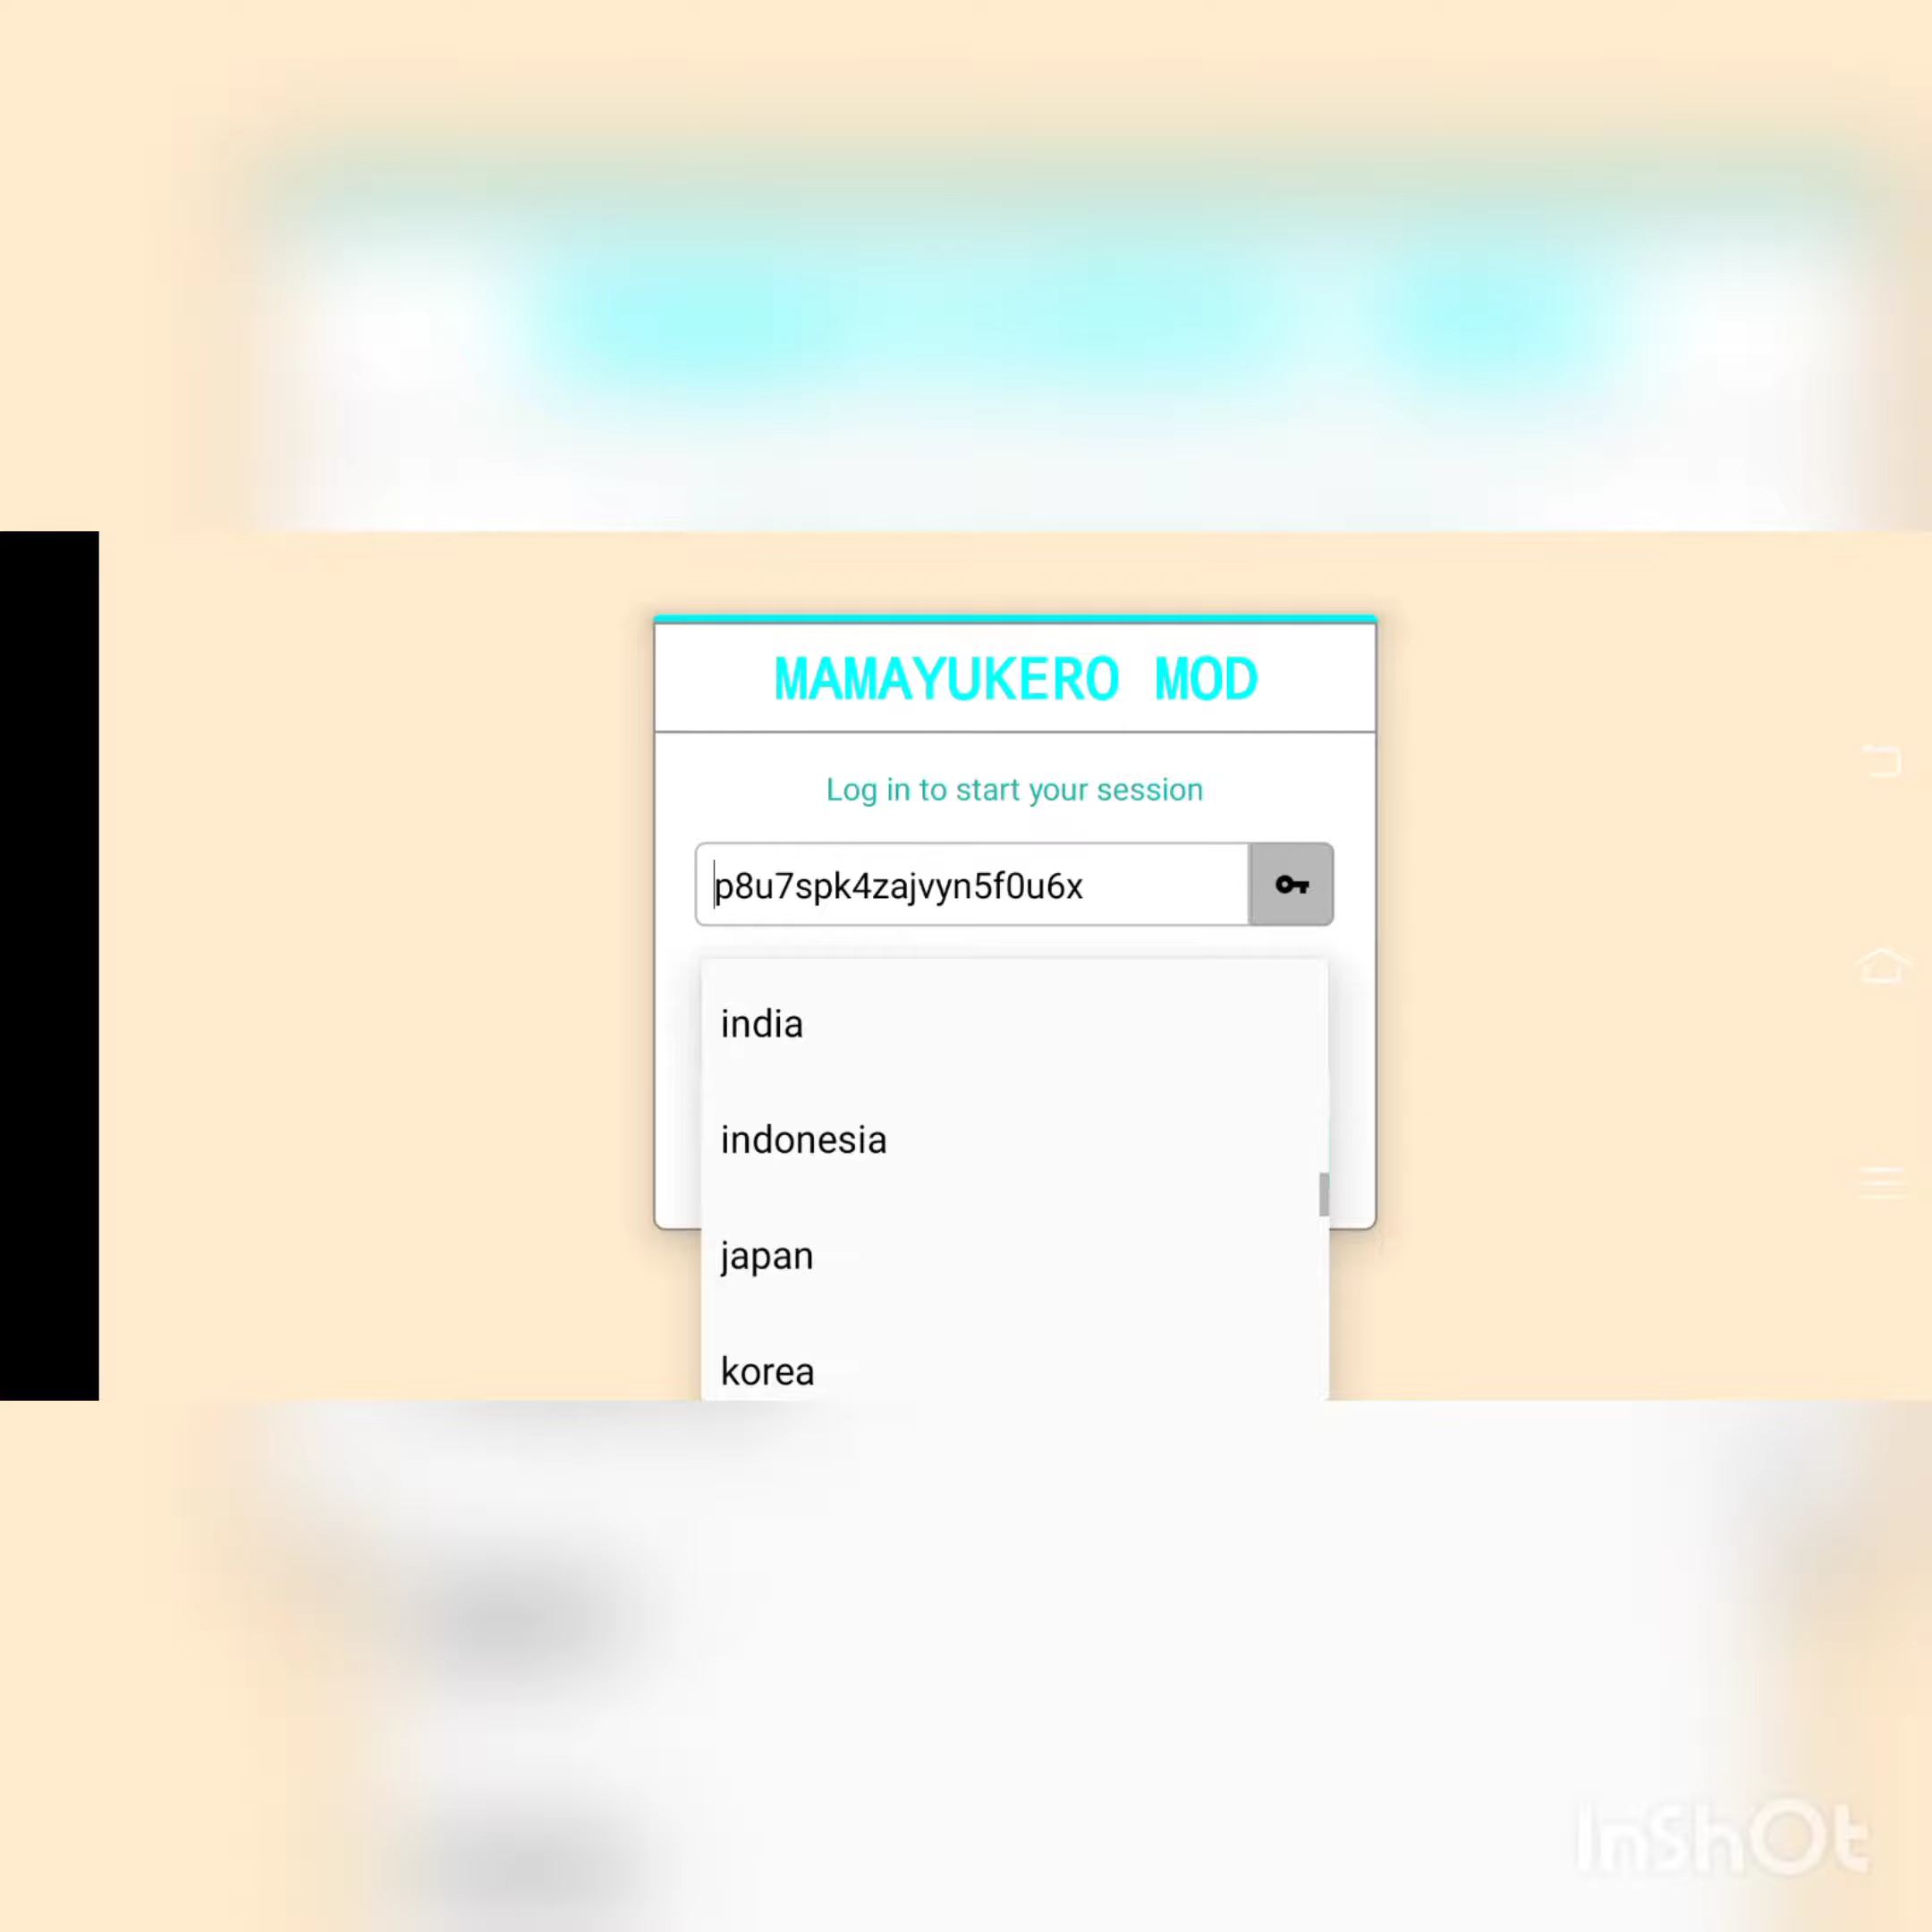 MAMAYUKERO MOD
Log in to start your session
p8u7spk4zajvyn5f0u6x
india
indonesia
japan
korea
InShOt